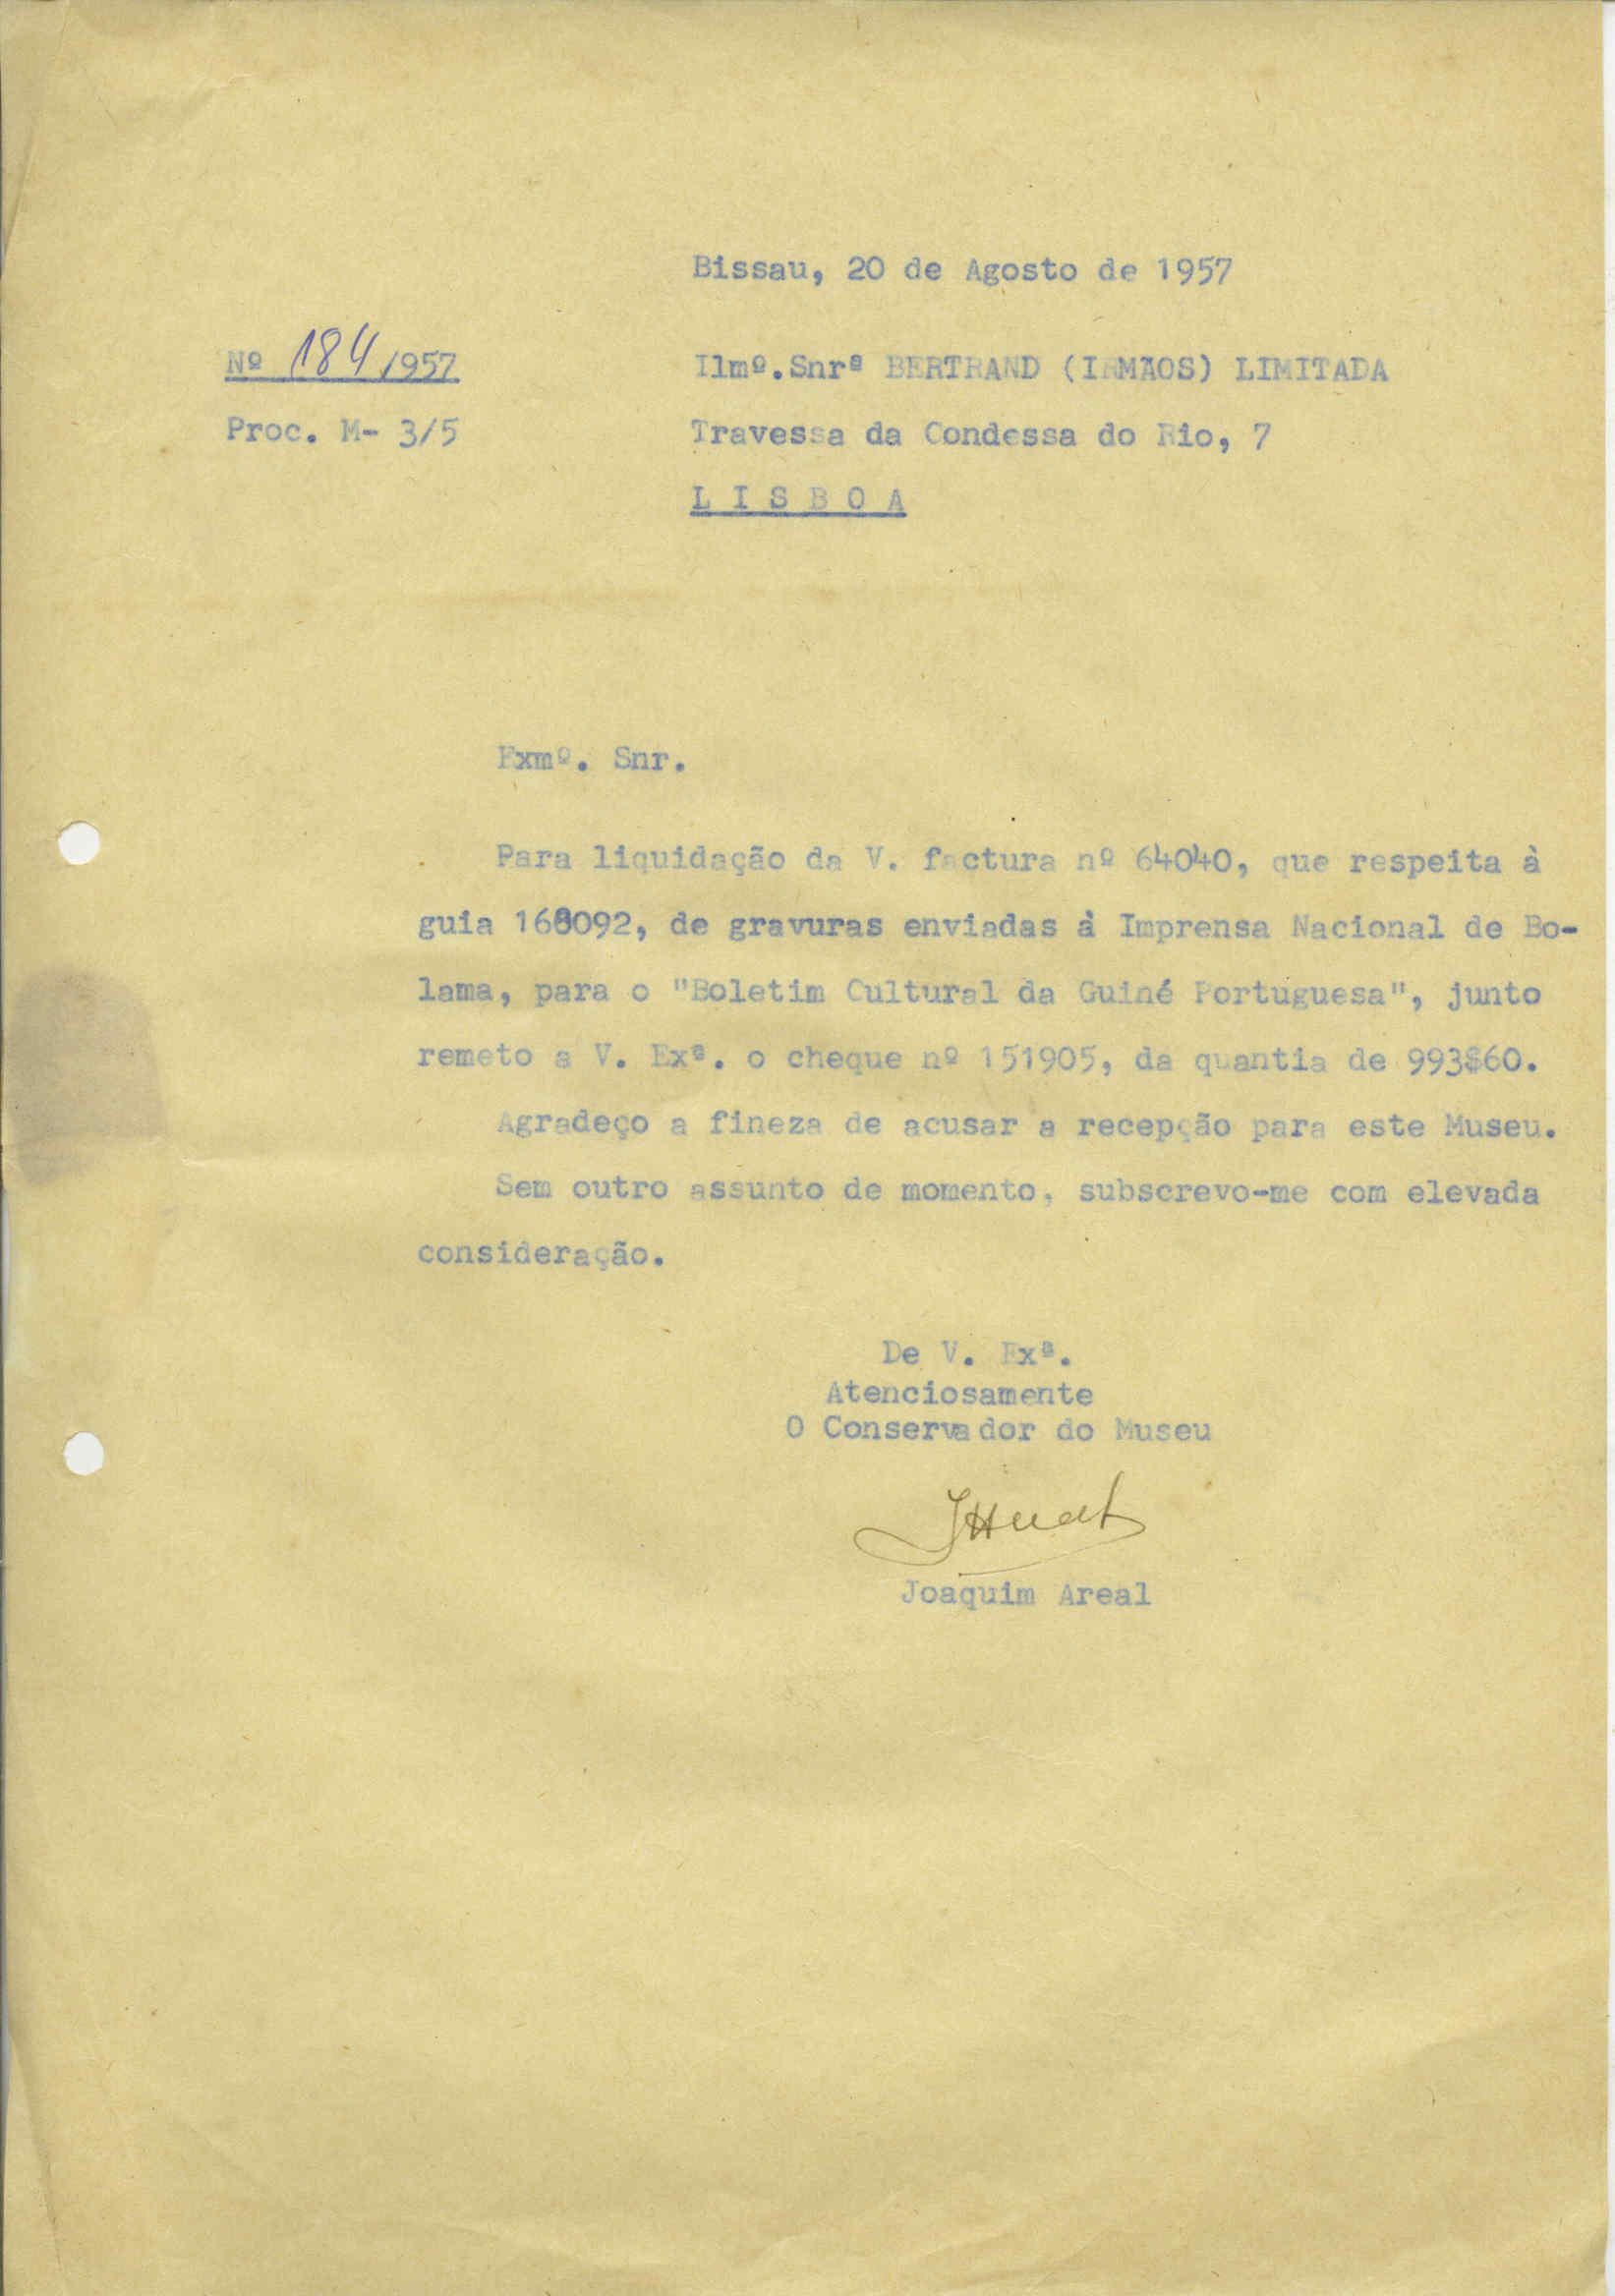 Bissau, 20 de Agosto de 1957
Nº 184/957
Ilmº.Snrª BERTRAND (IRMÃOS) LIMITADA
Proc. M- 3/5
Travessa da Condessa do Rio, 7
L I S B O A
Exmº. Snr.
Para liquidação da V. factura nº 64040, que respeita à
guia 168092, de gravuras enviadas à Imprensa Nacional de Bo-
lama, para o "Boletim Cultural da Guiné Portuguesa", junto
remeto a V. Exª. o cheque nº 151905, da quantia de 993$60.
Agradeço a fineza de acusar a recepção para este Museu.
Sem outro assunto de momento, subscrevo-me com elevada
consideração.
De V. Exª.
Atenciosamente
O Conservador do Museu
Joaquim Areal